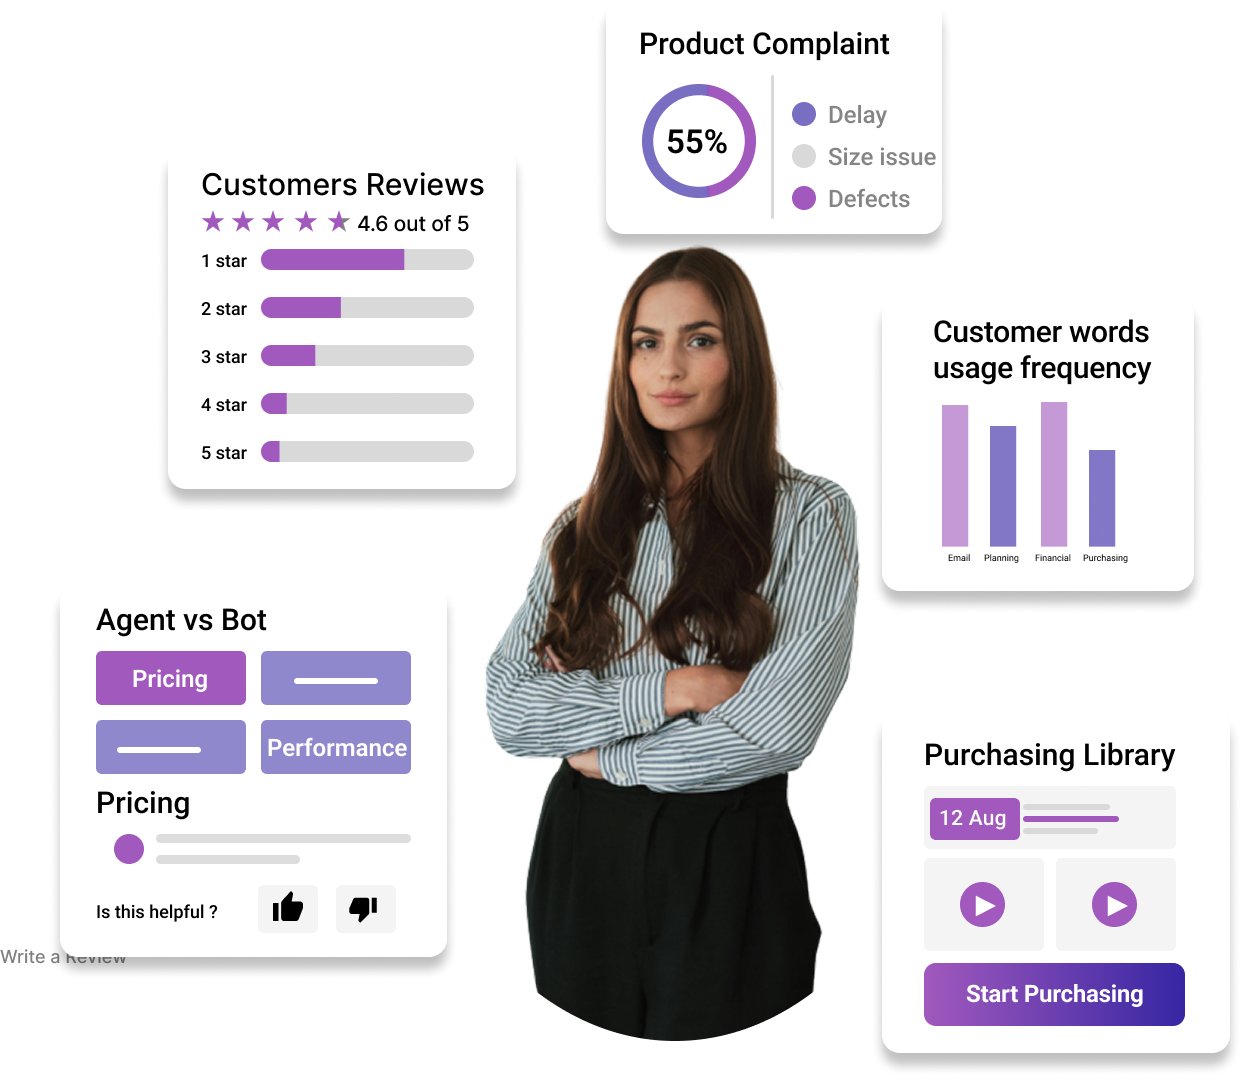 Product Complaint
55%
Delay
Size issue
Defects
Customers Reviews
4.6 out of 5
1 star
2 star
3 star
4 star
5 star
Customer words
usage frequency
Email
Planning
Financial
Purchasing
Agent vs Bot
Pricing
Performance
Pricing
Is this helpful ?
Write a Review
Purchasing Library
12 Aug
Start Purchasing